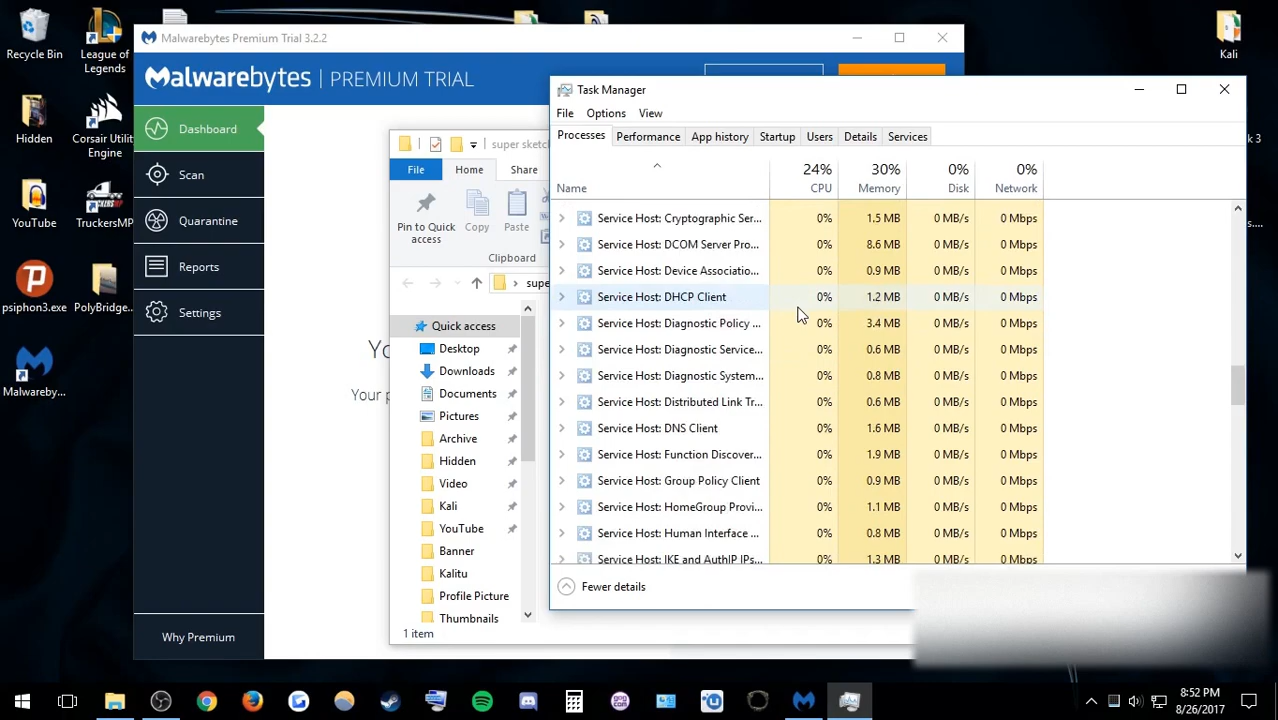 Recycle Bin
League of Legends
Kali
Hidden
Corsair Utility Engine
YouTube
TruckersMP
psiphon3.exe
PolyBridge...
Malwareby...
Malwarebytes Premium Trial 3.2.2
Malwarebytes | PREMIUM TRIAL
Dashboard
Scan
Quarantine
Reports
Settings
Why Premium
File
Home
Share
Pin to Quick access
Copy
Paste
Clipboard
Quick access
Desktop
Downloads
Documents
Pictures
Archive
Hidden
Video
Kali
YouTube
Banner
Kalitu
Profile Picture
Thumbnails
1 item
Task Manager
File Options View
Processes Performance App history Startup Users Details Services
24% 30% 0% 0%
Name CPU Memory Disk Network
Service Host: Cryptographic Ser... 0% 1.5 MB 0 MB/s 0 Mbps
Service Host: DCOM Server Pro... 0% 8.6 MB 0 MB/s 0 Mbps
Service Host: Device Associatio... 0% 0.9 MB 0 MB/s 0 Mbps
Service Host: DHCP Client 0% 1.2 MB 0 MB/s 0 Mbps
Service Host: Diagnostic Policy ... 0% 3.4 MB 0 MB/s 0 Mbps
Service Host: Diagnostic Service... 0% 0.6 MB 0 MB/s 0 Mbps
Service Host: Diagnostic System... 0% 0.8 MB 0 MB/s 0 Mbps
Service Host: Distributed Link Tr... 0% 0.6 MB 0 MB/s 0 Mbps
Service Host: DNS Client 0% 1.6 MB 0 MB/s 0 Mbps
Service Host: Function Discover... 0% 1.9 MB 0 MB/s 0 Mbps
Service Host: Group Policy Client 0% 0.9 MB 0 MB/s 0 Mbps
Service Host: HomeGroup Provi... 0% 1.1 MB 0 MB/s 0 Mbps
Service Host: Human Interface ... 0% 0.8 MB 0 MB/s 0 Mbps
Service Host: IKE and AuthIP IPs... 0% 1.3 MB 0 MB/s 0 Mbps
Fewer details
8:52 PM
8/26/2017